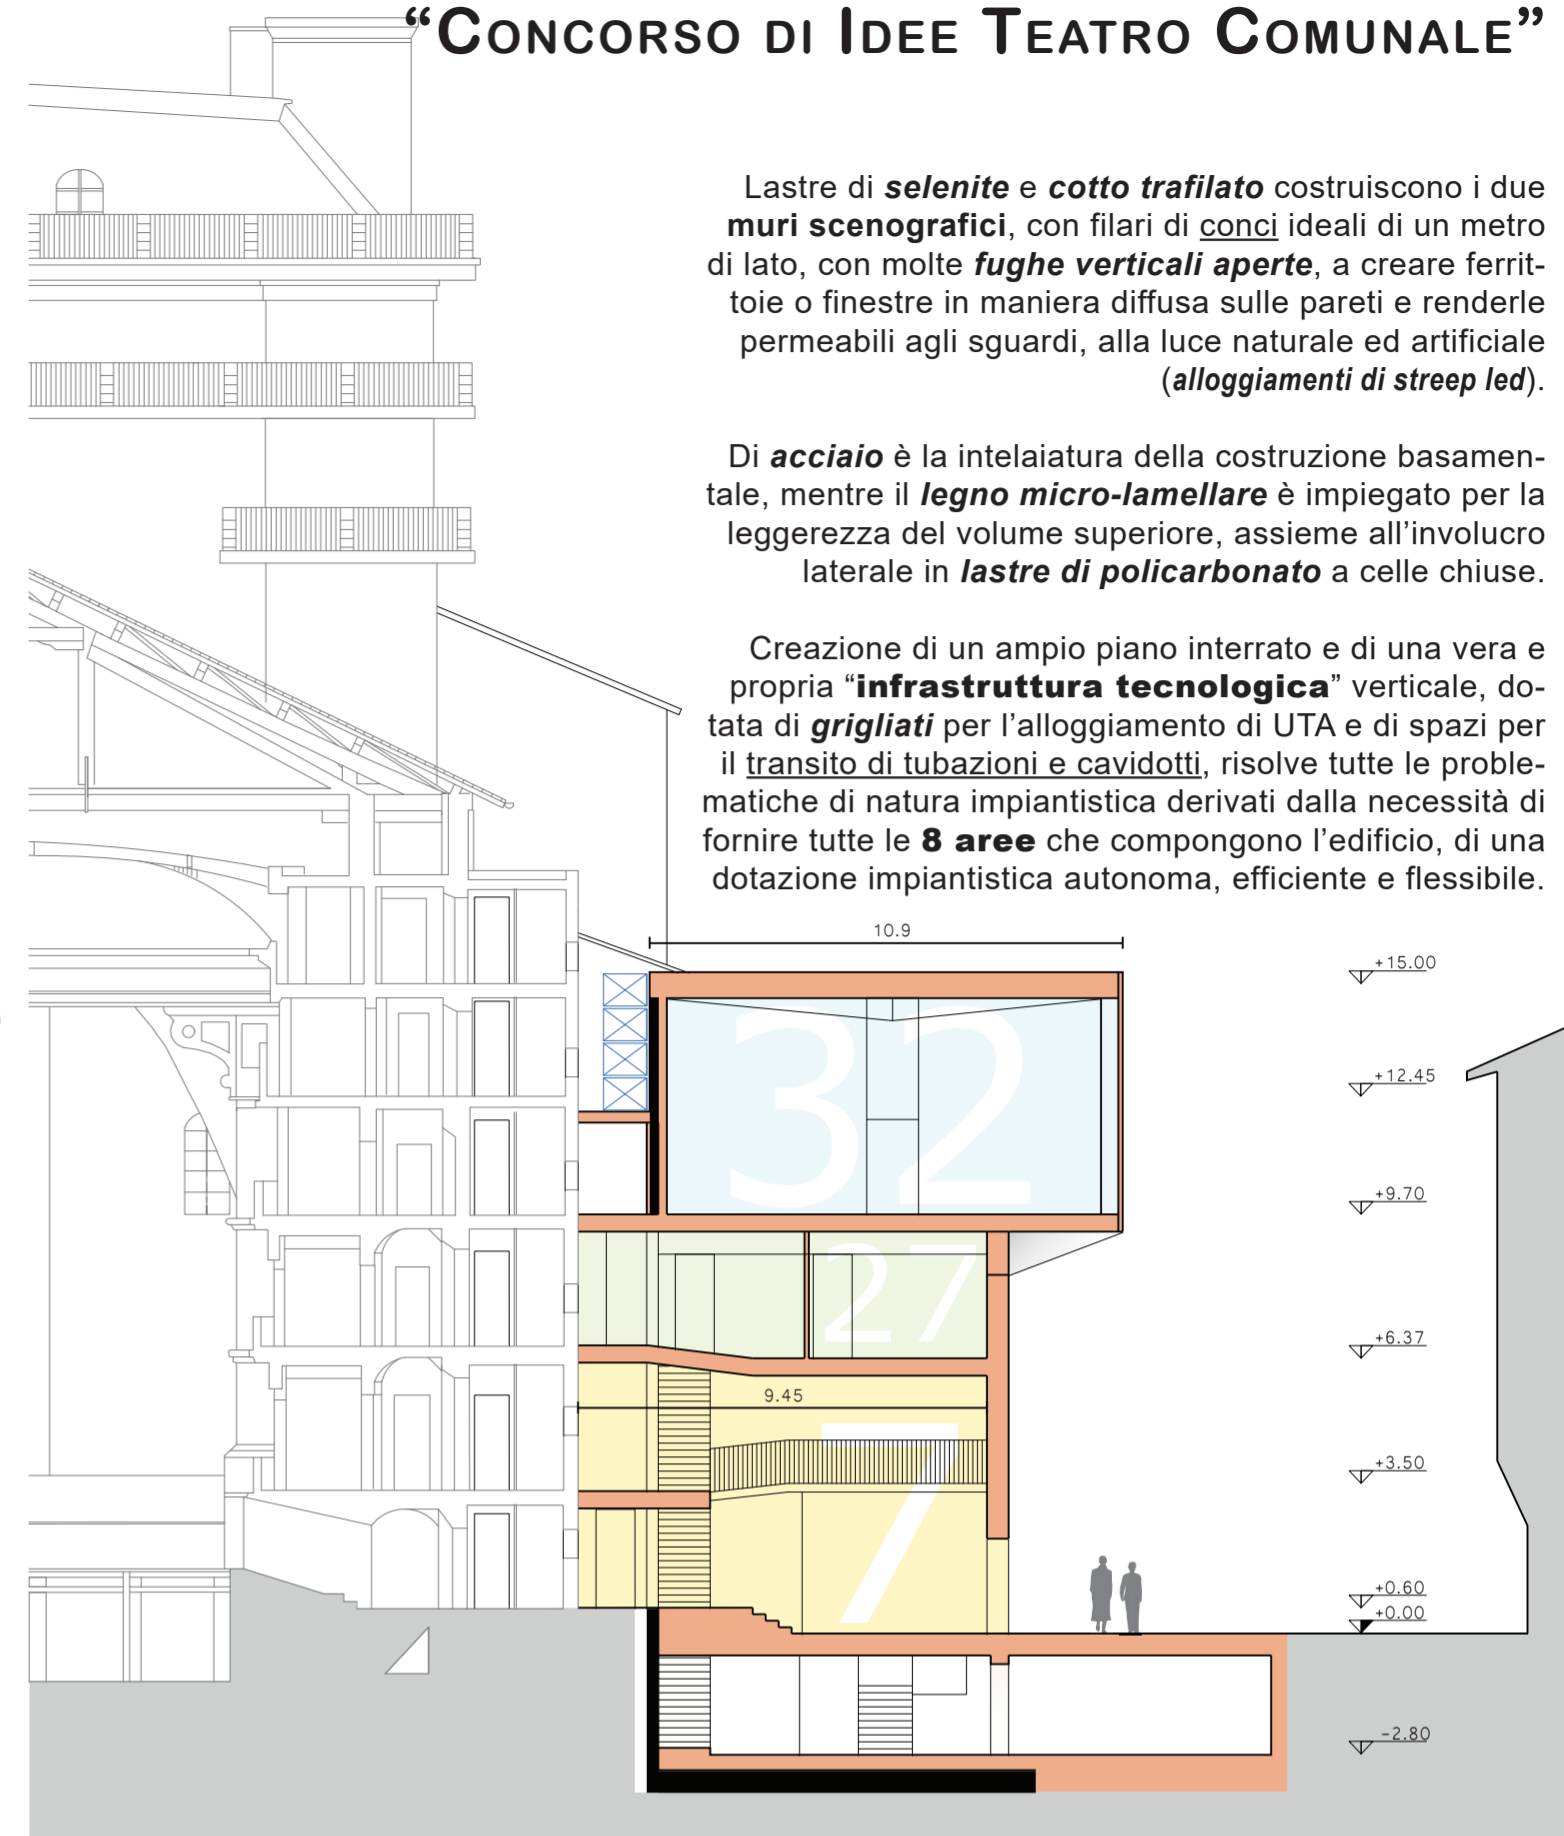 “Concorso di Idee Teatro Comunale”
Lastre di selenite e cotto trafilato costruiscono i due
muri scenografici, con filari di conci ideali di un metro
di lato, con molte fughe verticali aperte, a creare ferrit-
toie o finestre in maniera diffusa sulle pareti e renderle
permeabili agli sguardi, alla luce naturale ed artificiale
(alloggiamenti di streep led).
Di acciaio è la intelaiatura della costruzione basamen-
tale, mentre il legno micro-lamellare è impiegato per la
leggerezza del volume superiore, assieme all’involucro
laterale in lastre di policarbonato a celle chiuse.
Creazione di un ampio piano interrato e di una vera e
propria “infrastruttura tecnologica” verticale, do-
tata di grigliati per l’alloggiamento di UTA e di spazi per
il transito di tubazioni e cavidotti, risolve tutte le proble-
matiche di natura impiantistica derivati dalla necessità di
fornire tutte le 8 aree che compongono l’edificio, di una
dotazione impiantistica autonoma, efficiente e flessibile.
10.9
+15.00
32
+12.45
+9.70
27
+6.37
9.45
7
+3.50
+0.60
+0.00
-2.80